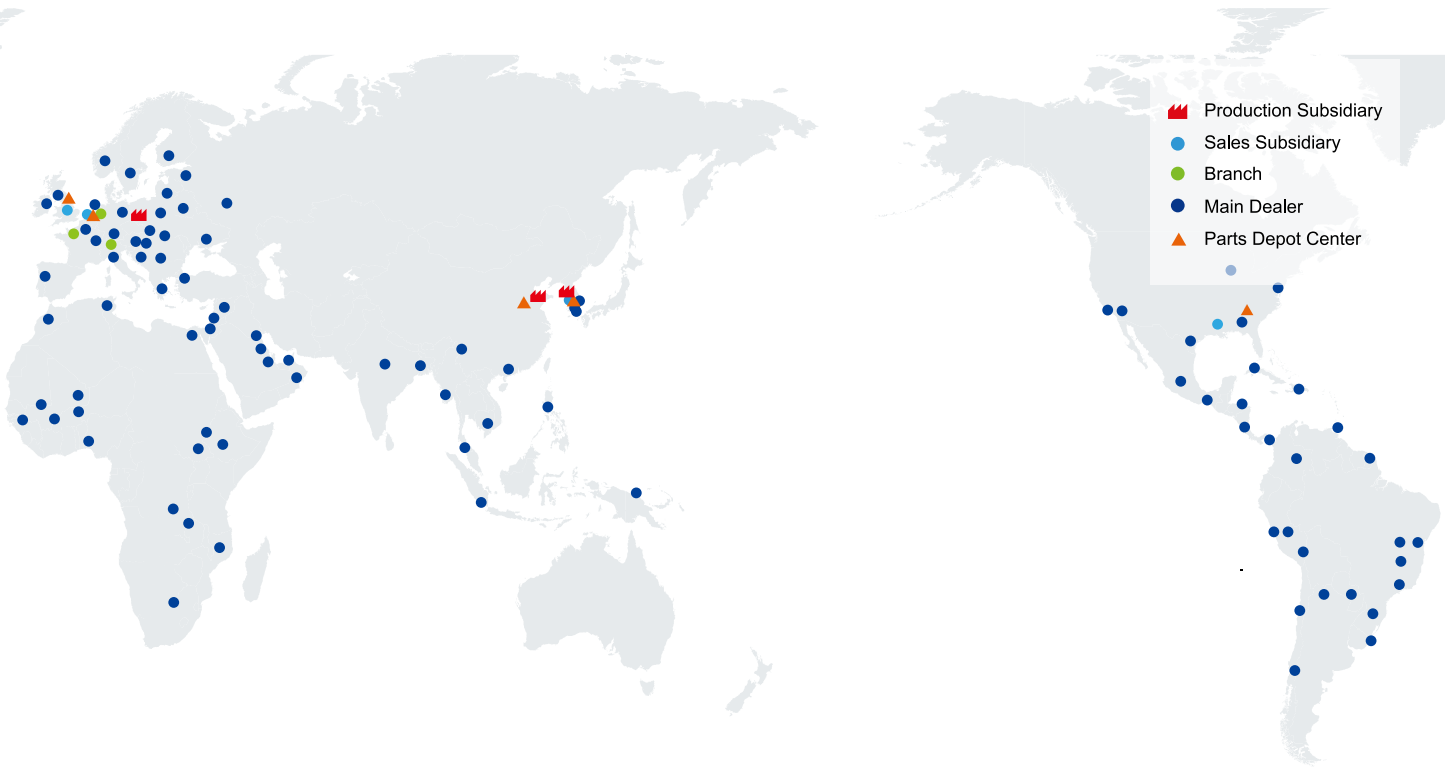 Production Subsidiary
Sales Subsidiary
Branch
Main Dealer
Parts Depot Center